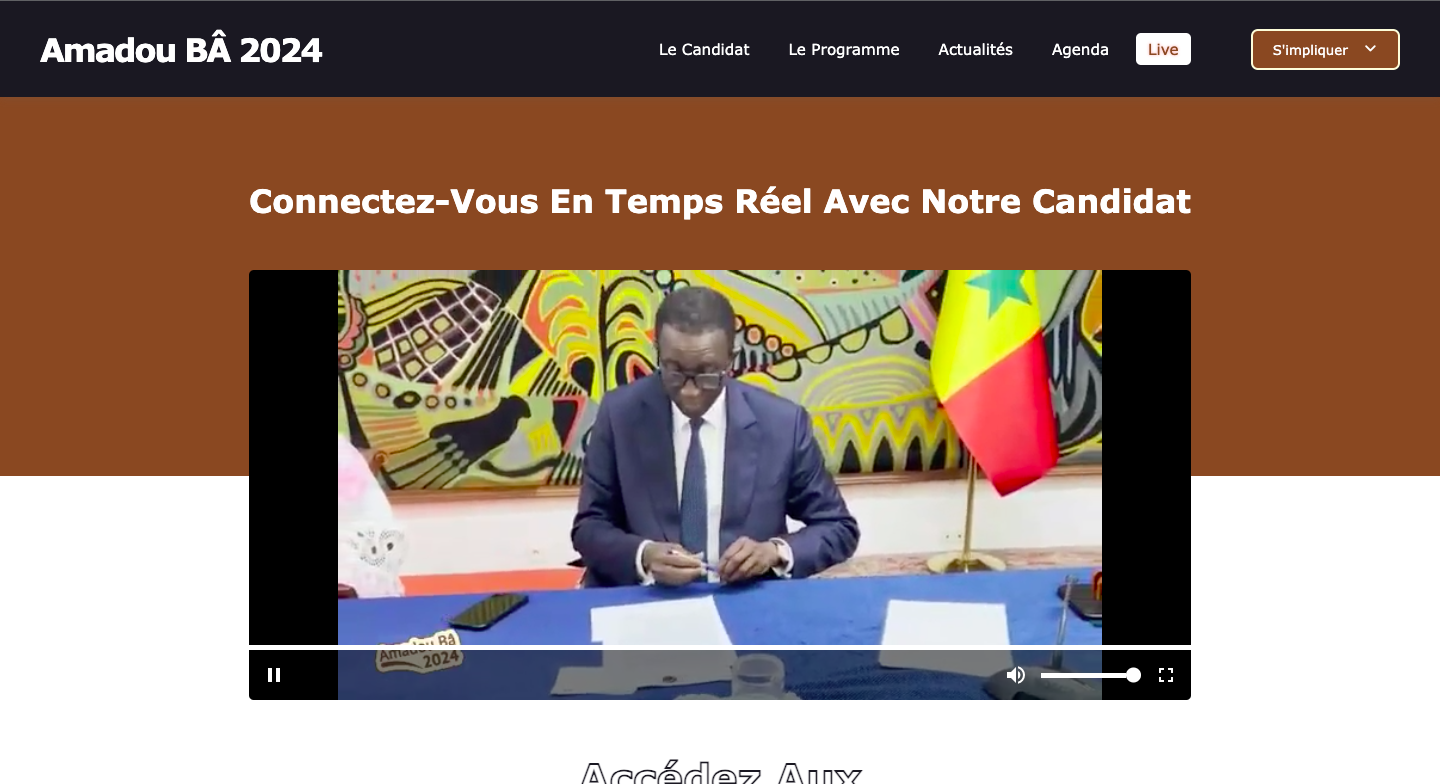 Amadou BÂ 2024
Le Candidat
Le Programme
Actualités
Agenda
Live
S'impliquer
Connectez-Vous En Temps Réel Avec Notre Candidat
Amadou Bâ
2024
Accédez Aux